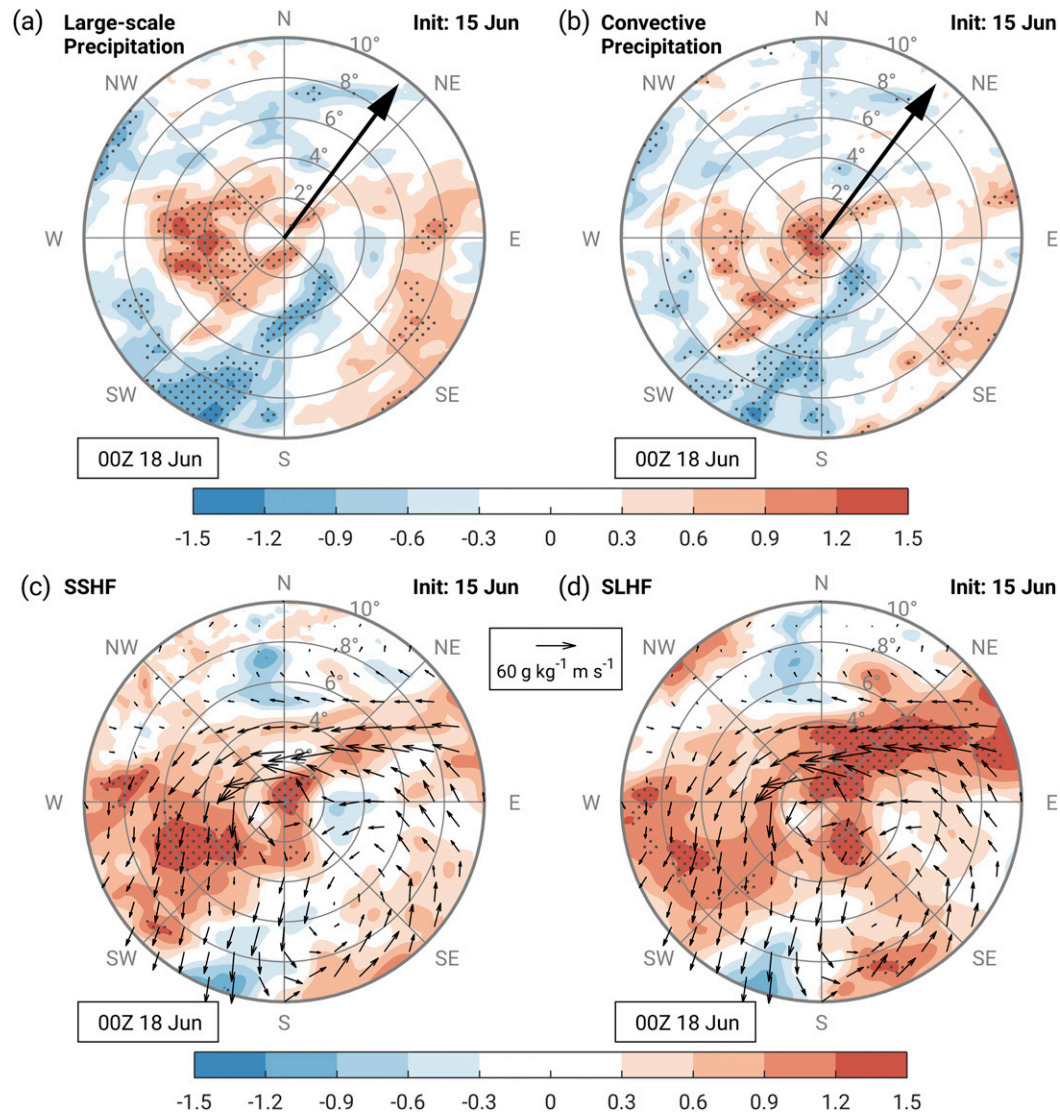 (a) Large-scale Precipitation Init: 15 Jun
N
NW NE
W E
SW SE
S
10°
8°
6°
4°
2°
00Z 18 Jun
(b) Convective Precipitation Init: 15 Jun
N
NW NE
W E
SW SE
S
10°
8°
6°
4°
2°
00Z 18 Jun
-1.5 -1.2 -0.9 -0.6 -0.3 0 0.3 0.6 0.9 1.2 1.5
(c) SSHF Init: 15 Jun
N
NW NE
W E
SW SE
S
10°
8°
6°
4°
2°
00Z 18 Jun
60 g kg⁻¹ m s⁻¹
(d) SLHF Init: 15 Jun
N
NW NE
W E
SW SE
S
10°
8°
6°
4°
00Z 18 Jun
-1.5 -1.2 -0.9 -0.6 -0.3 0 0.3 0.6 0.9 1.2 1.5